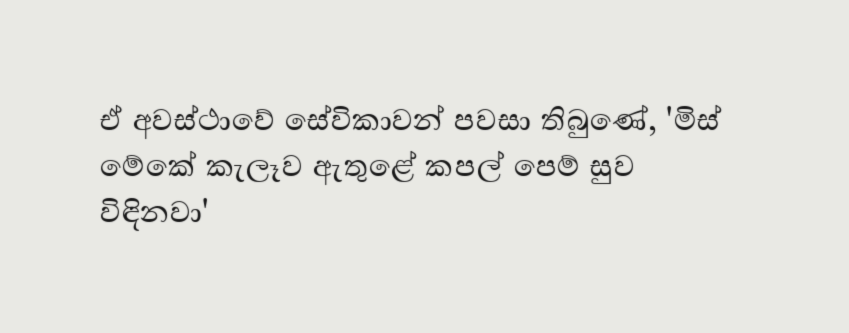 ඒ අවස්ථාවේ සේවිකාවන් පවසා තිබුණේ, 'මිස්
මේකේ කැලෑව ඇතුළේ කපල් පෙම් සුව
විඳිනවා'